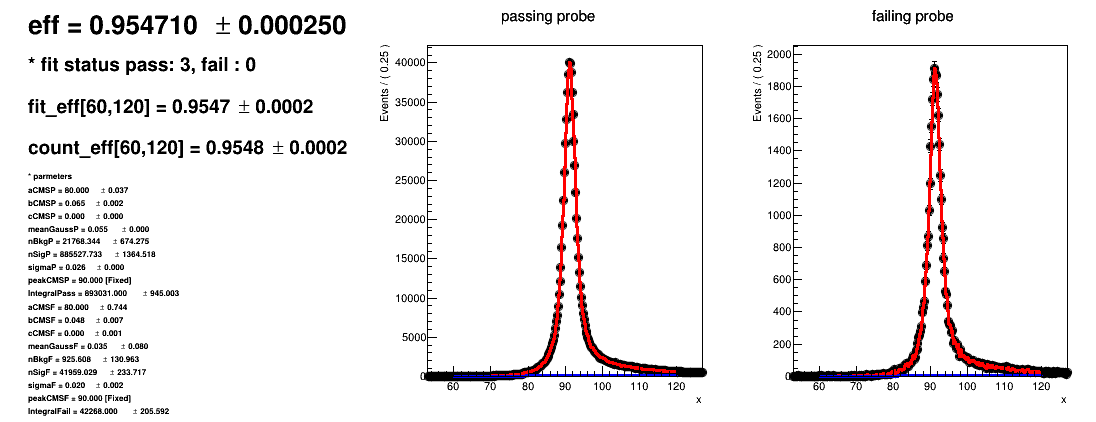 eff = 0.954710 ± 0.000250
* fit status pass: 3, fail : 0
fit_eff[60,120] = 0.9547 ± 0.0002
count_eff[60,120] = 0.9548 ± 0.0002
* parmeters
aCMSP = 80.000 ± 0.037
bCMSP = 0.065 ± 0.002
cCMSP = 0.000 ± 0.000
meanGaussP = 0.055 ± 0.000
nBkgP = 21768.344 ± 674.275
nSigP = 885527.733 ± 1364.518
sigmaP = 0.026 ± 0.000
peakCMSP = 90.000 [Fixed]
IntegralPass = 893031.000 ± 945.003
aCMSF = 80.000 ± 0.744
bCMSF = 0.048 ± 0.007
cCMSF = 0.000 ± 0.001
meanGaussF = 0.035 ± 0.080
nBkgF = 925.608 ± 130.963
nSigF = 41959.029 ± 233.717
sigmaF = 0.020 ± 0.002
peakCMSF = 90.000 [Fixed]
IntegralFail = 42268.000 ± 205.592
passing probe
Events / ( 0.25 )
40000
35000
30000
25000
20000
15000
10000
5000
0
60 70 80 90 100 110 120
x
failing probe
Events / ( 0.25 )
2000
1800
1600
1400
1200
1000
800
600
400
200
0
60 70 80 90 100 110 120
x